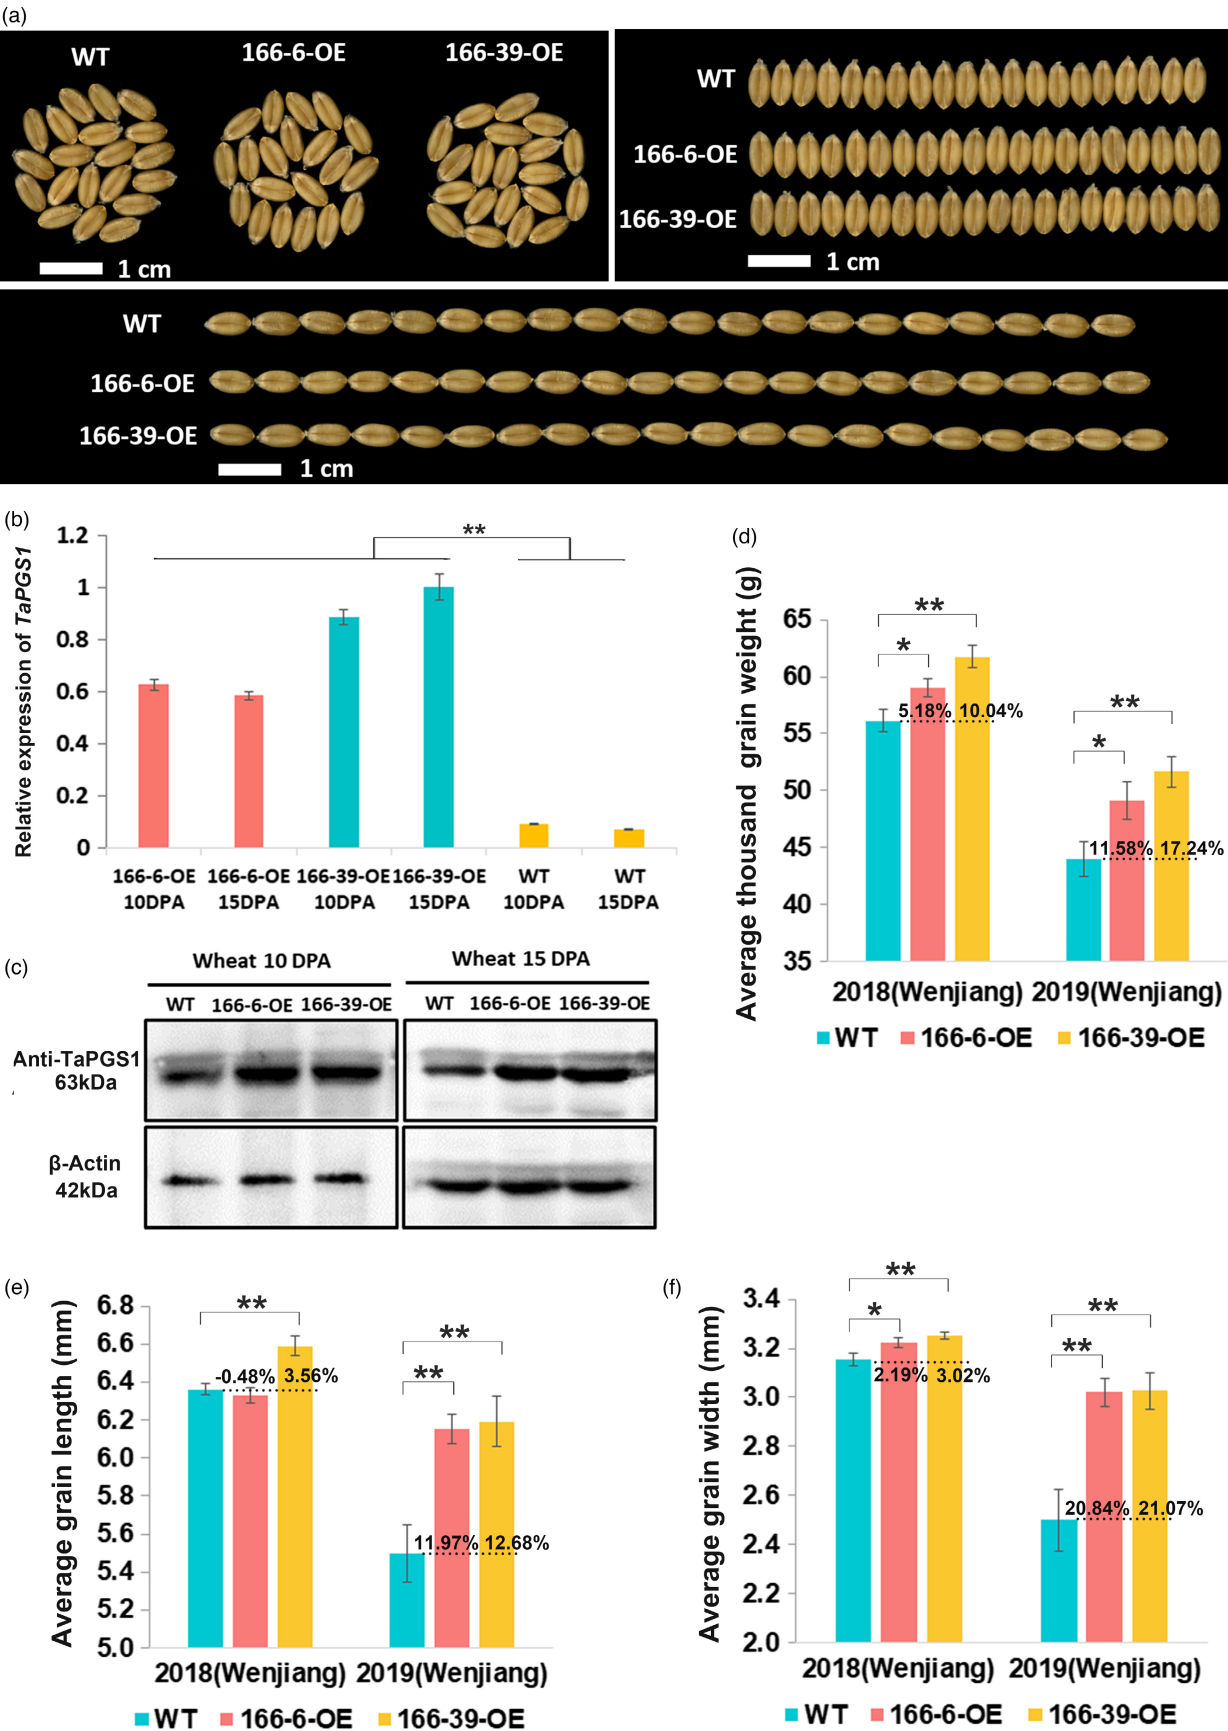 (a)
WT
166-6-OE
166-39-OE
1 cm
WT
166-6-OE
166-39-OE
1 cm
WT
166-6-OE
166-39-OE
1 cm
(b)
Relative expression of TaPGS1
1.2
1
0.8
0.6
0.4
0.2
0
**
166-6-OE 166-6-OE 166-39-OE 166-39-OE WT WT
10DPA 15DPA 10DPA 15DPA 10DPA 15DPA
(c)
Wheat 10 DPA
Wheat 15 DPA
WT 166-6-OE 166-39-OE
WT 166-6-OE 166-39-OE
Anti-TaPGS1
63kDa
β-Actin
42kDa
(d)
Average thousand grain weight (g)
65
60
55
50
45
40
35
**
*
5.18% 10.04%
**
*
11.58% 17.24%
2018(Wenjiang) 2019(Wenjiang)
WT 166-6-OE 166-39-OE
(e)
Average grain length (mm)
6.8
6.6
6.4
6.2
6.0
5.8
5.6
5.4
5.2
5.0
**
-0.48% 3.56%
**
**
11.97% 12.68%
2018(Wenjiang) 2019(Wenjiang)
WT 166-6-OE 166-39-OE
(f)
Average grain width (mm)
3.4
3.2
3.0
2.8
2.6
2.4
2.2
2.0
**
*
2.19% 3.02%
**
**
20.84% 21.07%
2018(Wenjiang) 2019(Wenjiang)
WT 166-6-OE 166-39-OE